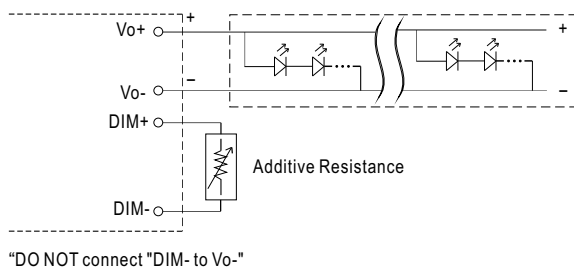 Vo+ + +
Vo- − −
DIM+
Additive Resistance
DIM-
“DO NOT connect "DIM- to Vo-"